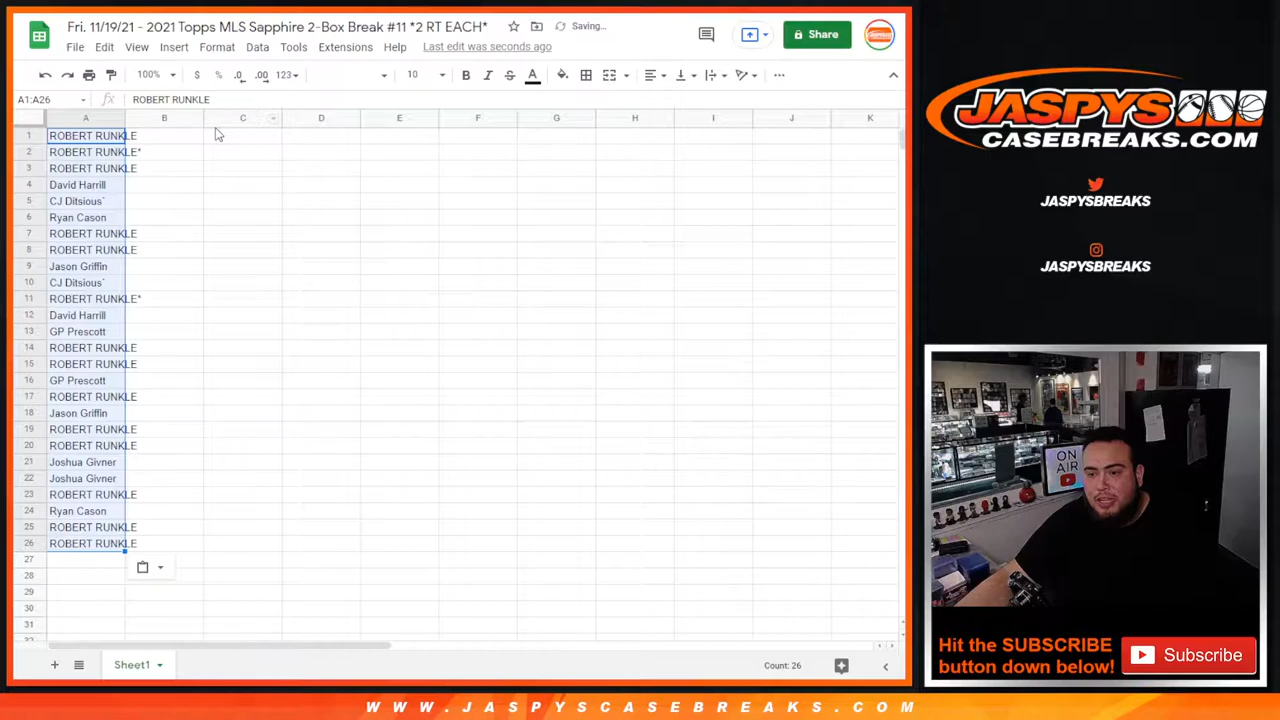 Fri. 11/19/21 - 2021 Topps MLS Sapphire 2-Box Break #11 *2 RT EACH*
Saving...
File Edit View Insert Format Data Tools Extensions Help Last edit was seconds ago
Share
100% $ % .0 .00 123 10 B I S A
A1:A26 fx ROBERT RUNKLE
A B C D E F G H I J K
1 ROBERT RUNKLE
2 ROBERT RUNKLE*
3 ROBERT RUNKLE
4 David Harrill
5 CJ Ditsious`
6 Ryan Cason
7 ROBERT RUNKLE
8 ROBERT RUNKLE
9 Jason Griffin
10 CJ Ditsious`
11 ROBERT RUNKLE*
12 David Harrill
13 GP Prescott
14 ROBERT RUNKLE
15 ROBERT RUNKLE
16 GP Prescott
17 ROBERT RUNKLE
18 Jason Griffin
19 ROBERT RUNKLE
20 ROBERT RUNKLE
21 Joshua Givner
22 Joshua Givner
23 ROBERT RUNKLE
24 Ryan Cason
25 ROBERT RUNKLE
26 ROBERT RUNKLE
27
28
29
30
31
32
Sheet1
Count: 26
JASPYS
CASEBREAKS.COM
JASPYSBREAKS
JASPYSBREAKS
ON
AIR
Hit the SUBSCRIBE
button down below!
Subscribe
WWW.JASPYSCASEBREAKS.COM